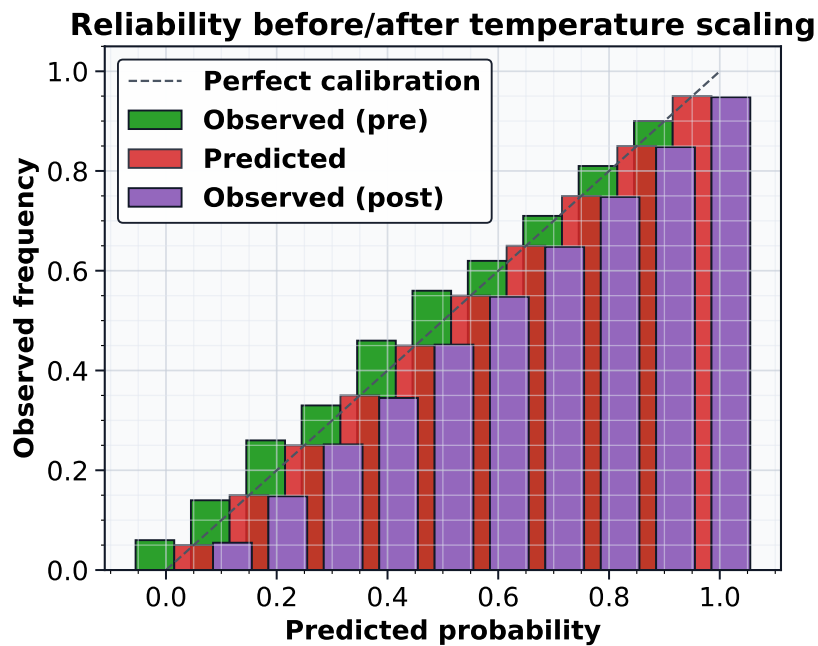 Reliability before/after temperature scaling
1.0
0.8
0.6
0.4
0.2
0.0
Observed frequency
Perfect calibration
Observed (pre)
Predicted
Observed (post)
0.0 0.2 0.4 0.6 0.8 1.0
Predicted probability